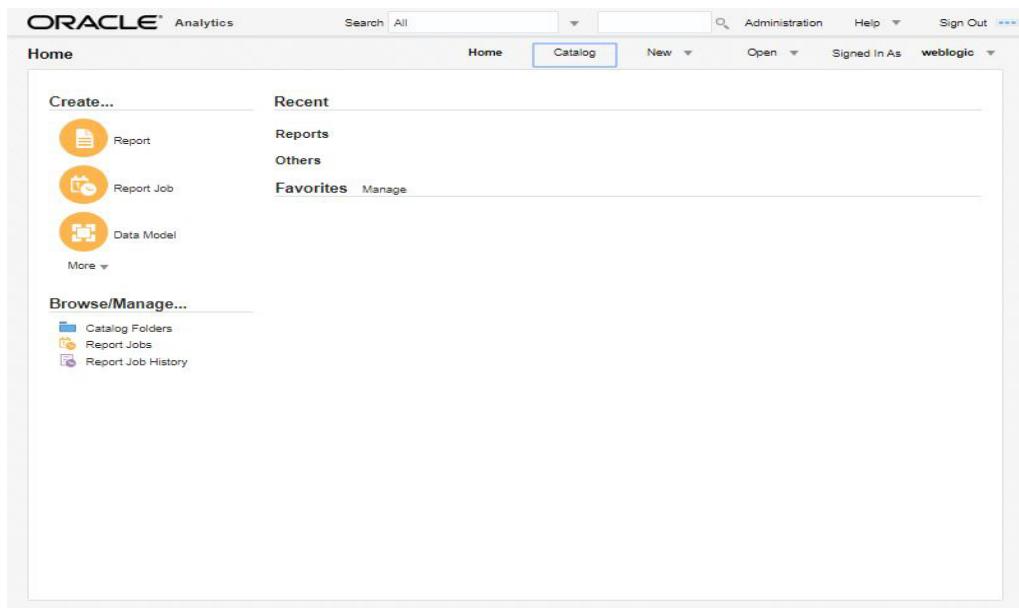 ORACLE® Analytics Search All Administration Help Sign Out
Home Home Catalog New Open Signed In As weblogic
Create...
Report
Report Job
Data Model
More
Browse/Manage...
Catalog Folders
Report Jobs
Report Job History
Recent
Reports
Others
Favorites Manage